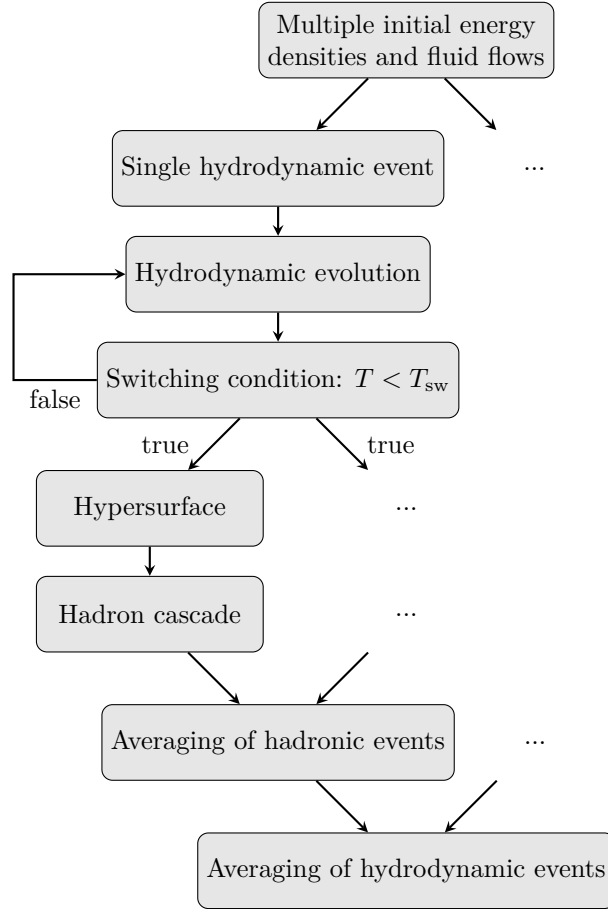 Multiple initial energy
densities and fluid flows
Single hydrodynamic event
...
Hydrodynamic evolution
Switching condition: T < T_sw
false
true
true
Hypersurface
...
Hadron cascade
...
Averaging of hadronic events
...
Averaging of hydrodynamic events